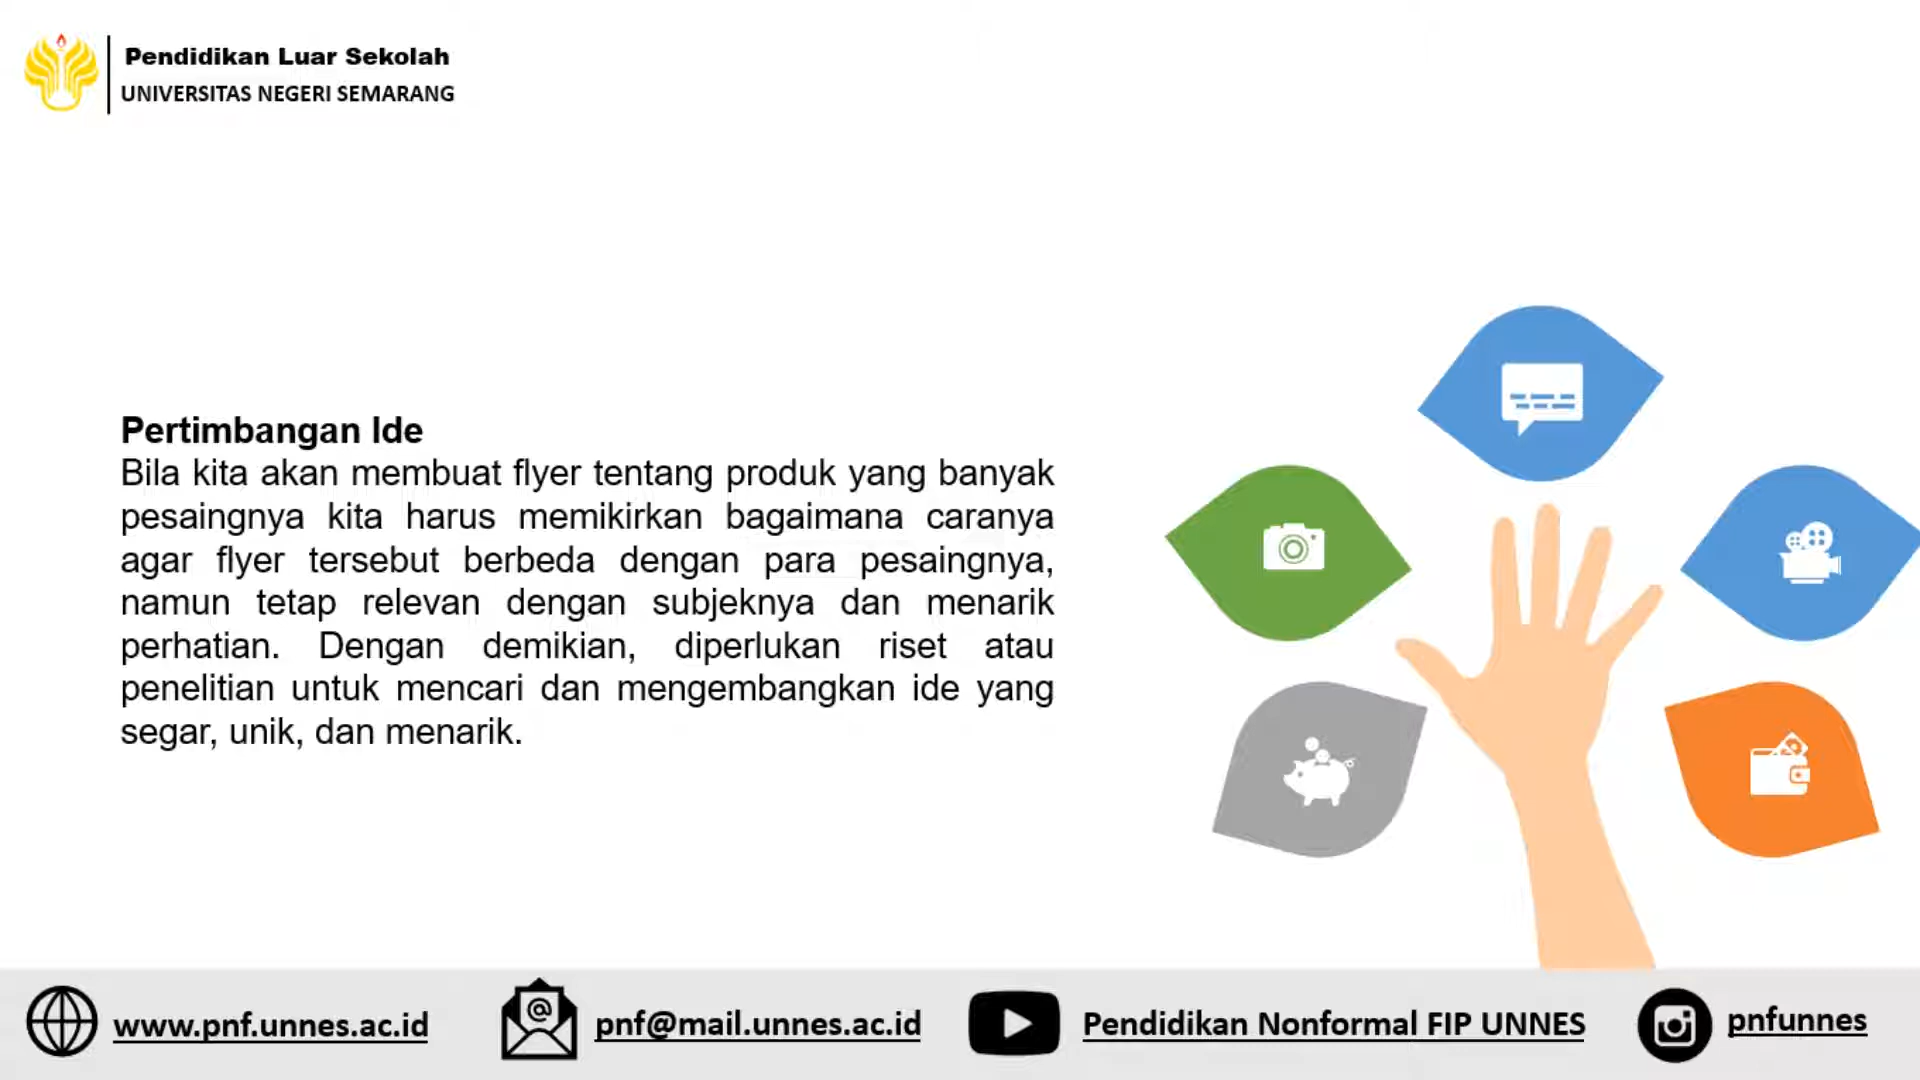 Pendidikan Luar Sekolah
UNIVERSITAS NEGERI SEMARANG
Pertimbangan Ide
Bila kita akan membuat flyer tentang produk yang banyak
pesaingnya kita harus memikirkan bagaimana caranya
agar flyer tersebut berbeda dengan para pesaingnya,
namun tetap relevan dengan subjeknya dan menarik
perhatian. Dengan demikian, diperlukan riset atau
penelitian untuk mencari dan mengembangkan ide yang
segar, unik, dan menarik.
www.pnf.unnes.ac.id
pnf@mail.unnes.ac.id
Pendidikan Nonformal FIP UNNES
pnfunnes